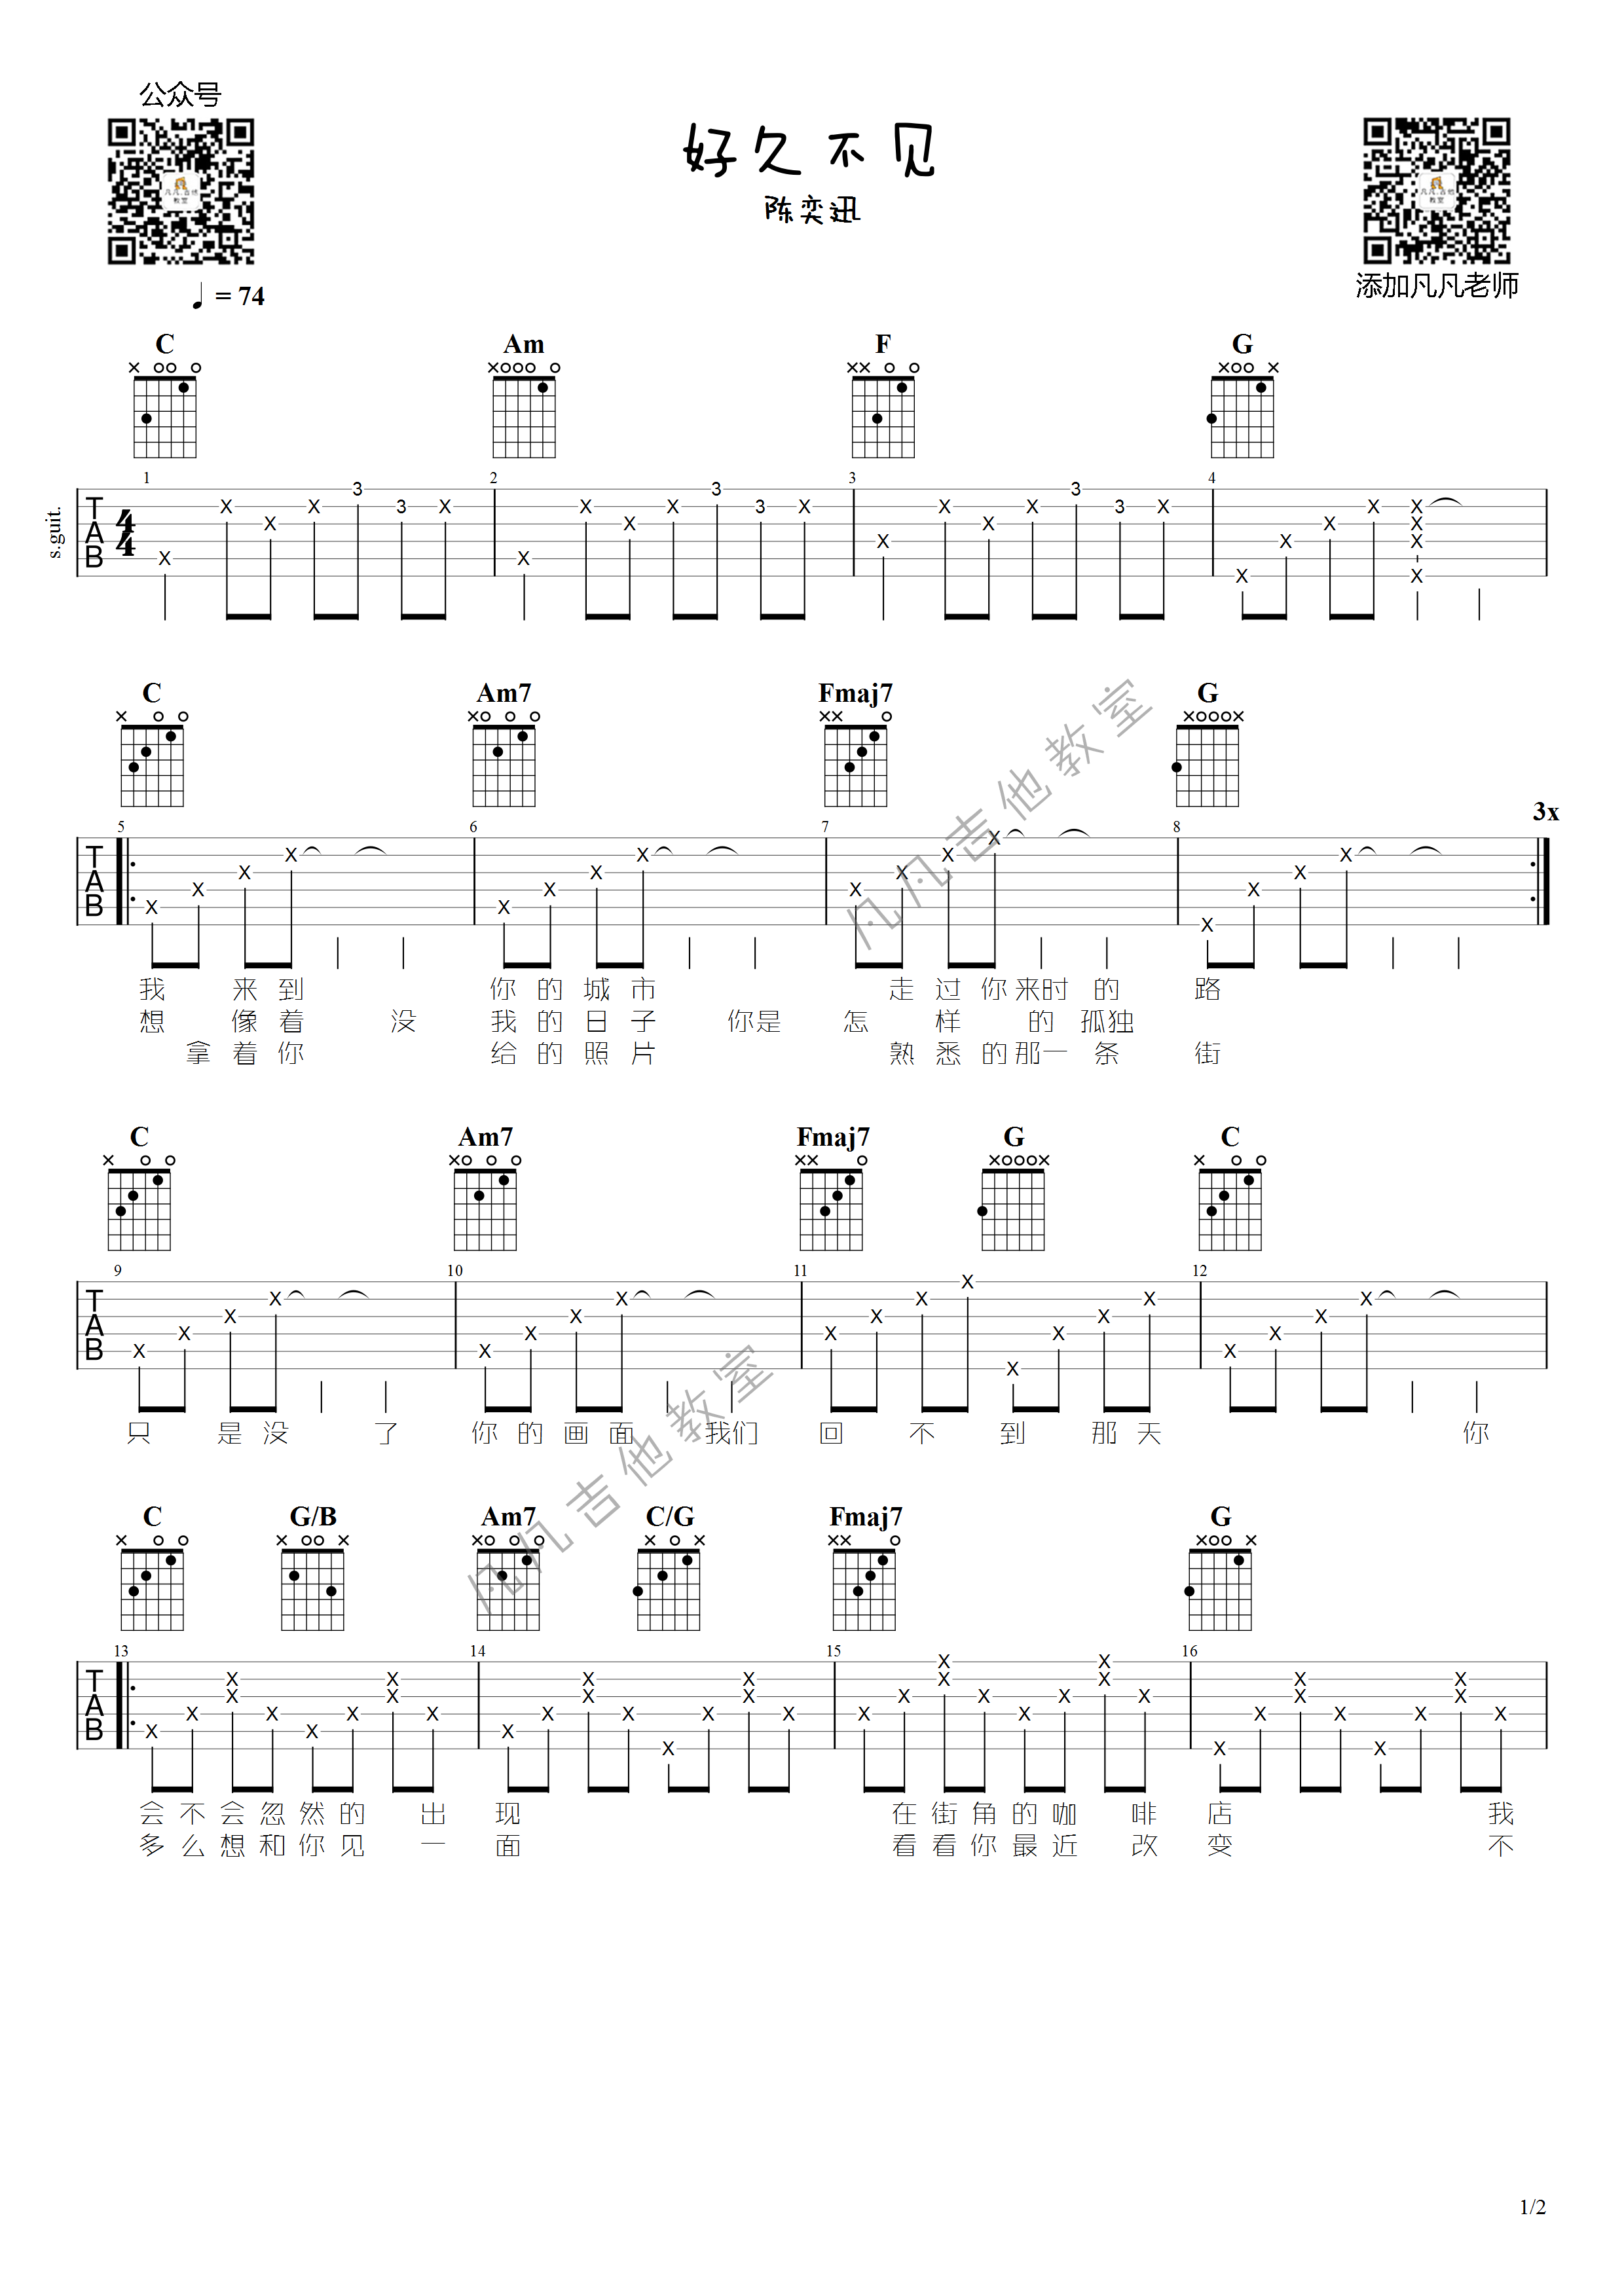 公众号
好久不见
陈奕迅
添加凡凡老师
♩ = 74
C Am F G
1 2 3 4
s.guit.
TAB 4/4
X X X X 3 3 X X X X X 3 3 X X X X X 3 3 X X X X X X X X X
C Am7 Fmaj7 G
3x
5 6 7 8
TAB
X X X X X X X X X X X X X X X X
我 来到 你的城市 走过你来时的 路
想 像着 没 我的日子 你是 怎 样 的孤独
拿着你 给的照片 熟悉的那一条 街
凡凡吉他教室
C Am7 Fmaj7 G C
9 10 11 12
TAB
X X X X X X X X X X X X X X X X X X X
只 是没 了 你的画面 我们 回 不 到 那天 你
凡凡吉他教室
C G/B Am7 C/G Fmaj7 G
13 14 15 16
TAB
X X X X X X X X X X X X X X X X X X X X X X X X X X X X X X X X X X X X X X X X
会不会忽然的 出 现 在街角的咖 啡 店 我
多么想和你见 一 面 看看你最近 改 变 不
1/2